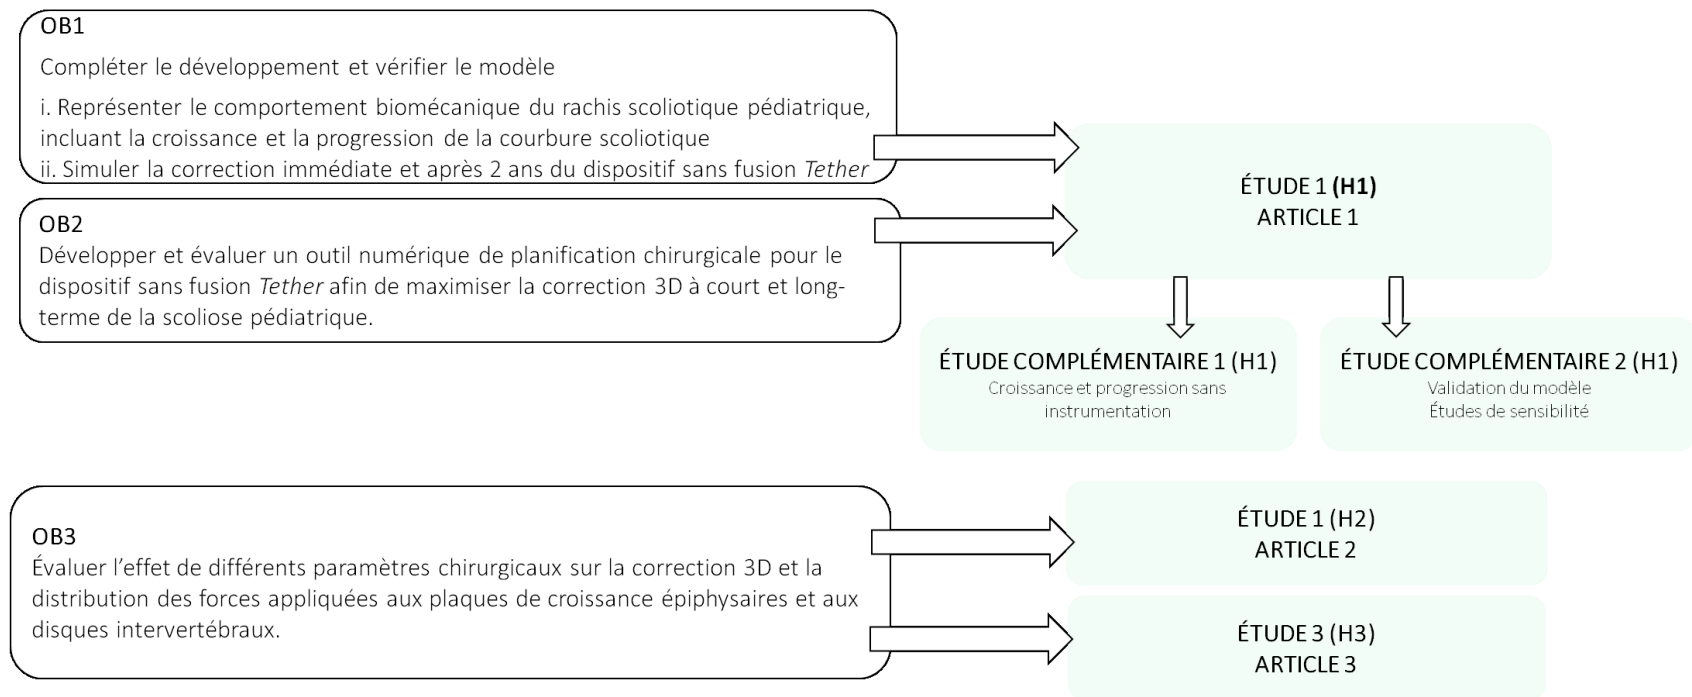 OB1
Compléter le développement et vérifier le modèle
i. Représenter le comportement biomécanique du rachis scoliotique pédiatrique,
incluant la croissance et la progression de la courbure scoliotique
ii. Simuler la correction immédiate et après 2 ans du dispositif sans fusion Tether
OB2
Développer et évaluer un outil numérique de planification chirurgicale pour le
dispositif sans fusion Tether afin de maximiser la correction 3D à court et long-
terme de la scoliose pédiatrique.
ÉTUDE 1 (H1)
ARTICLE 1
ÉTUDE COMPLÉMENTAIRE 1 (H1)
Croissance et progression sans
instrumentation
ÉTUDE COMPLÉMENTAIRE 2 (H1)
Validation du modèle
Études de sensibilité
OB3
Évaluer l'effet de différents paramètres chirurgicaux sur la correction 3D et la
distribution des forces appliquées aux plaques de croissance épiphysaires et aux
disques intervertébraux.
ÉTUDE 1 (H2)
ARTICLE 2
ÉTUDE 3 (H3)
ARTICLE 3